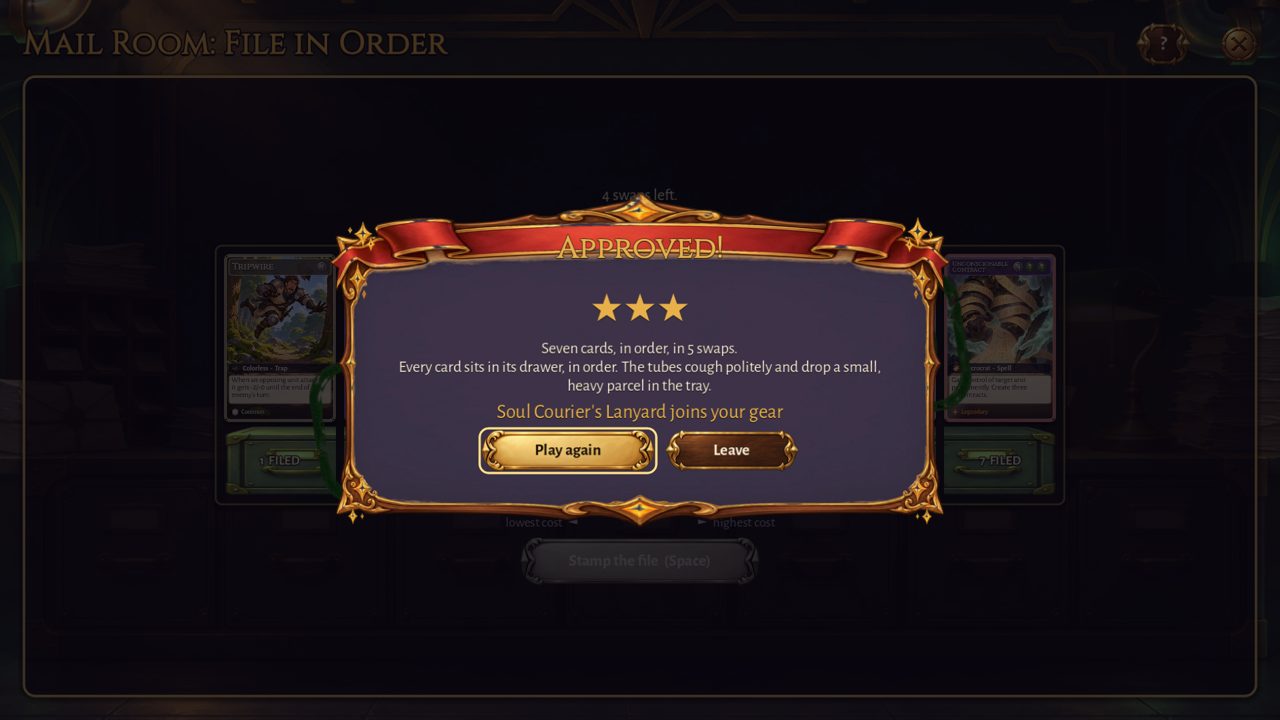 Mail Room: File in Order
?
4 swaps left.
Approved!
Tripwire
Unconscionable
Contract
Seven cards, in order, in 5 swaps.
Every card sits in its drawer, in order. The tubes cough politely and drop a small,
heavy parcel in the tray.
Colorless - Trap
Soul Courier's Lanyard joins your gear
Common
Legendary
Play again
Leave
1 FILED
7 FILED
lowest cost
highest cost
Stamp the file (Space)